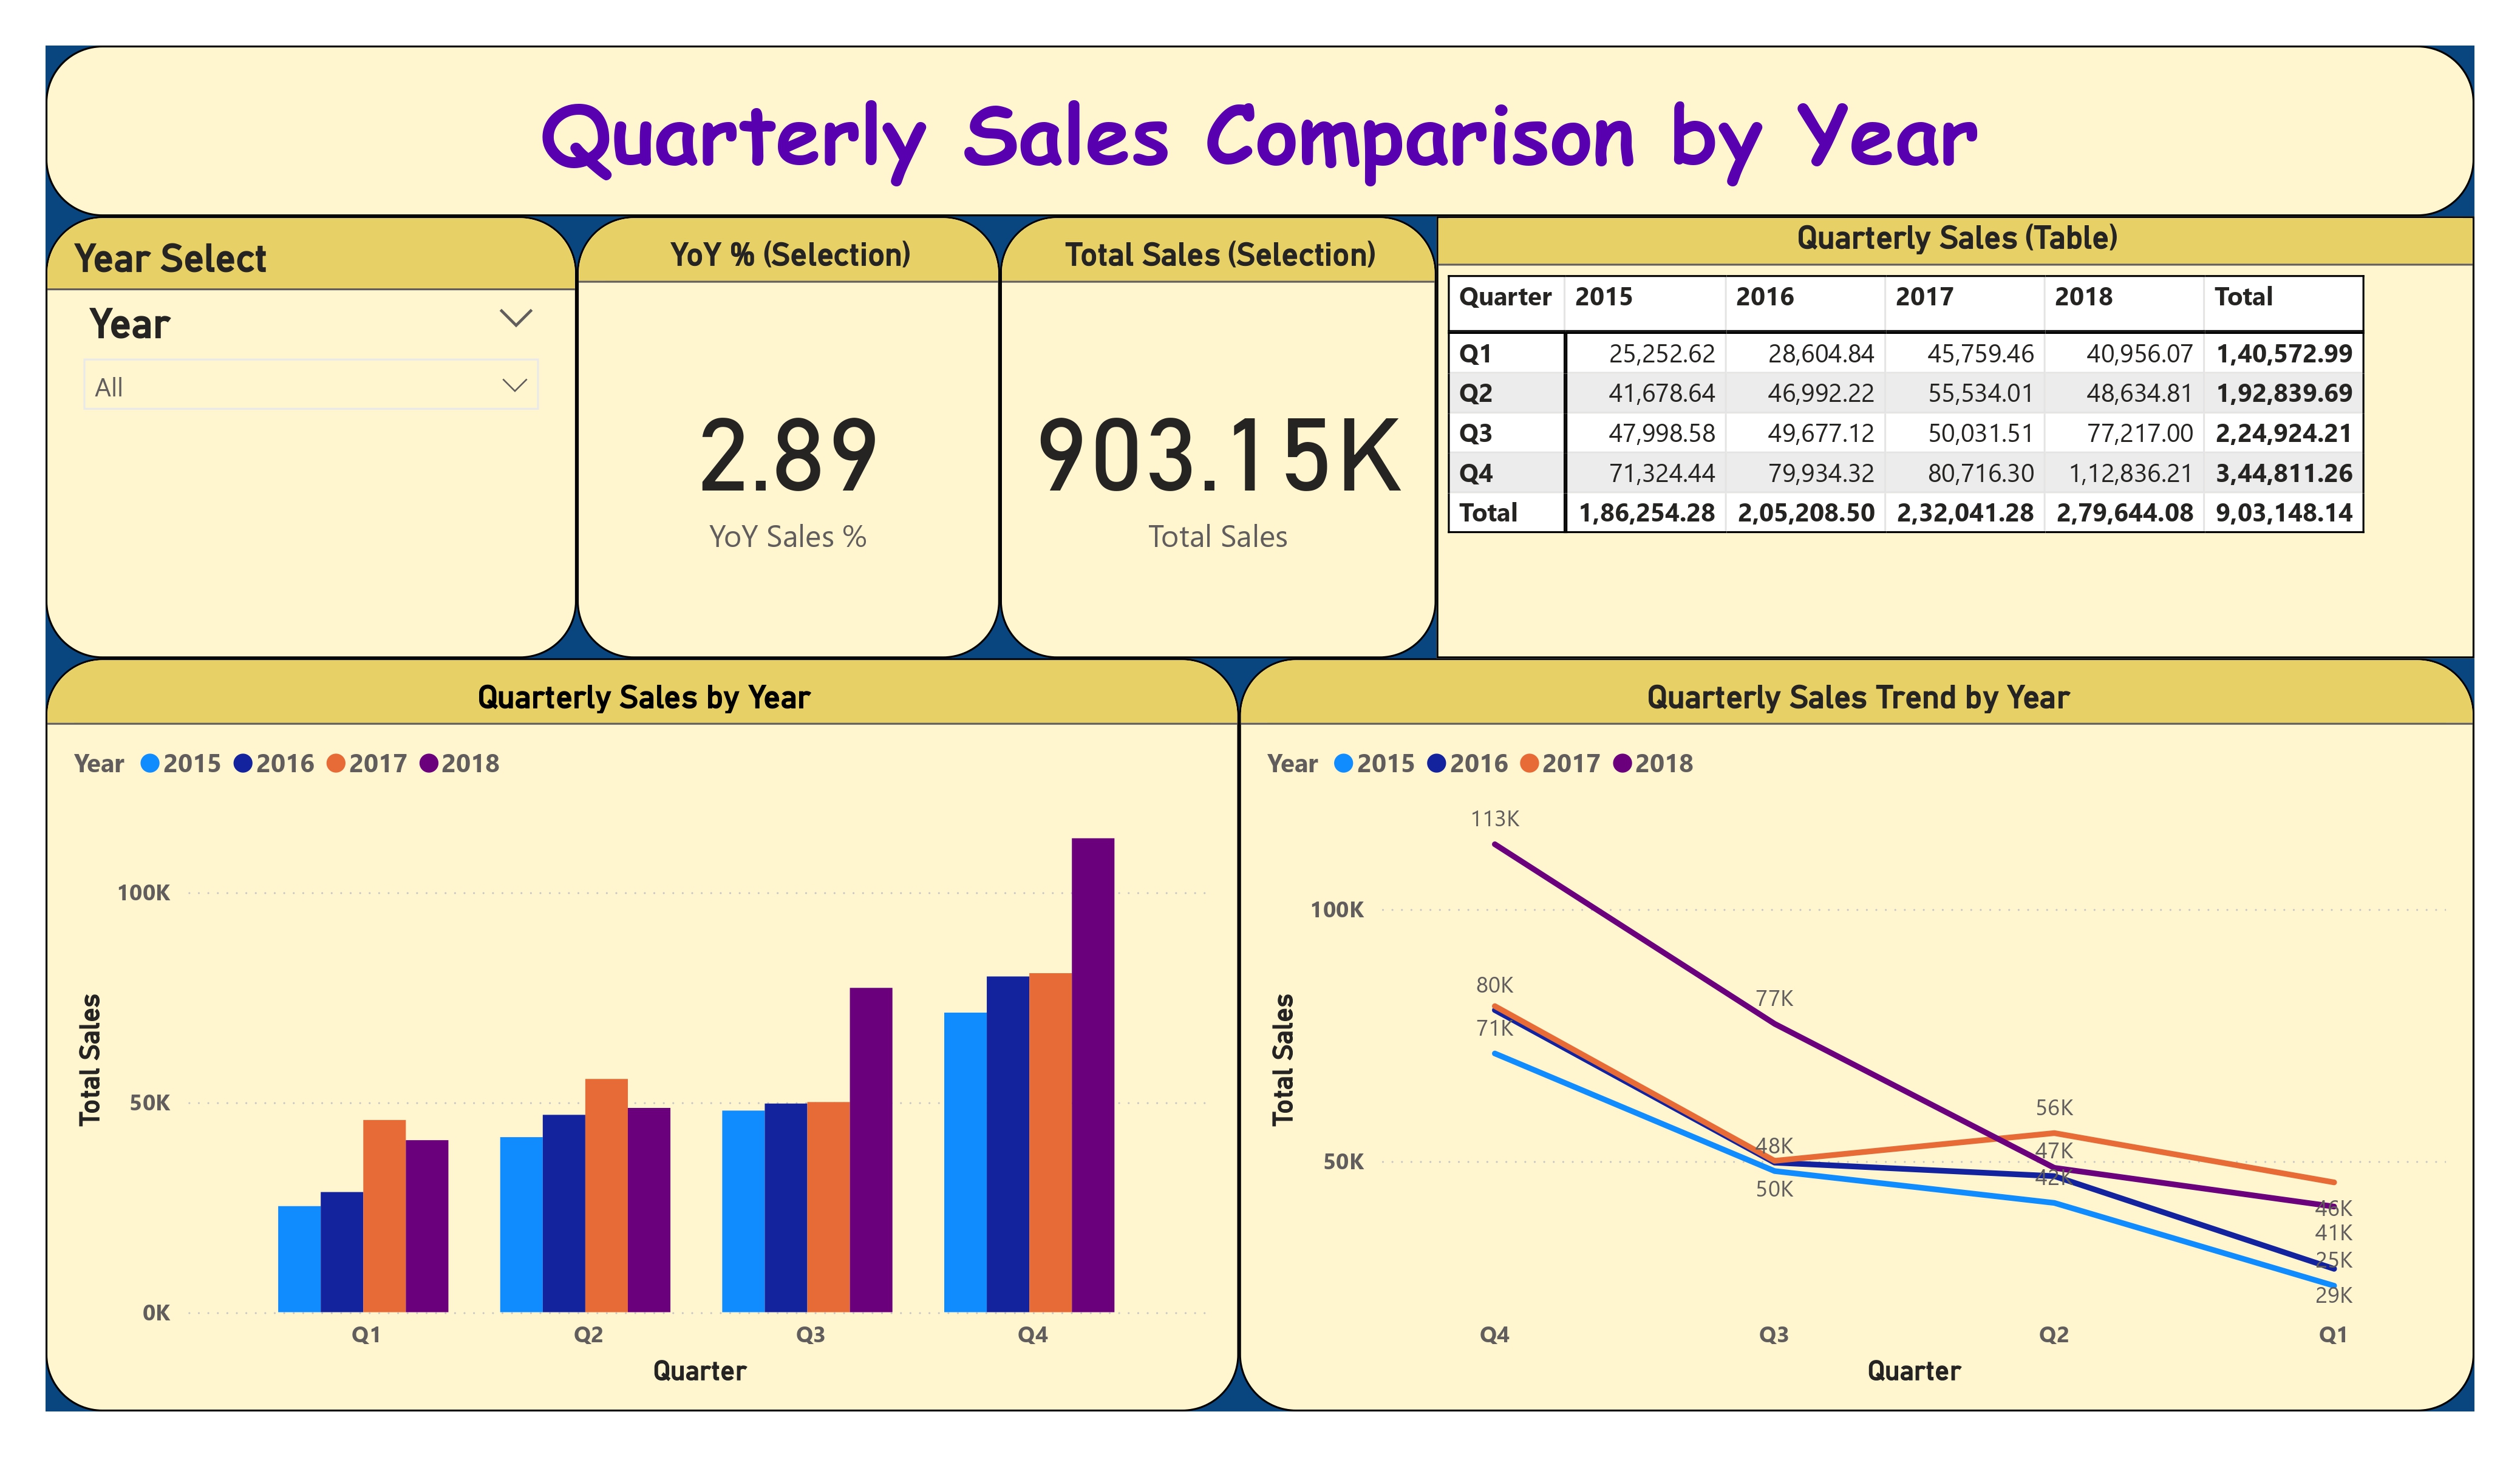 Quarterly Sales Comparison by Year
Year Select
Year
All
YoY % (Selection)
2.89
YoY Sales %
Total Sales (Selection)
903.15K
Total Sales
Quarterly Sales (Table)
Quarter 2015 2016 2017 2018 Total
Q1 25,252.62 28,604.84 45,759.46 40,956.07 1,40,572.99
Q2 41,678.64 46,992.22 55,534.01 48,634.81 1,92,839.69
Q3 47,998.58 49,677.12 50,031.51 77,217.00 2,24,924.21
Q4 71,324.44 79,934.32 80,716.30 1,12,836.21 3,44,811.26
Total 1,86,254.28 2,05,208.50 2,32,041.28 2,79,644.08 9,03,148.14
Quarterly Sales by Year
Year 2015 2016 2017 2018
Total Sales
100K
50K
0K
Q1 Q2 Q3 Q4
Quarter
Quarterly Sales Trend by Year
Year 2015 2016 2017 2018
Total Sales
100K
50K
113K
80K
71K
77K
48K
50K
56K
47K
42K
46K
41K
25K
29K
Q4 Q3 Q2 Q1
Quarter